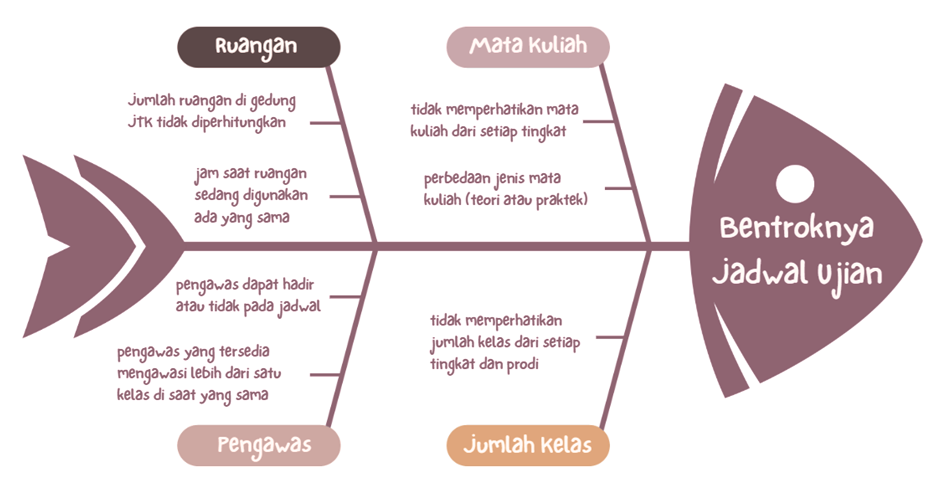 Ruangan
Jumlah ruangan di gedung
JTK tidak diperhitungkan
jam saat ruangan
sedang digunakan
ada yang sama
Mata Kuliah
tidak memperhatikan mata
kuliah dari setiap tingkat
perbedaan jenis mata
kuliah (teori atau praktek)
Bentroknya
Jadwal Ujian
pengawas dapat hadir
atau tidak pada jadwal
pengawas yang tersedia
mengawasi lebih dari satu
kelas di saat yang sama
Pengawas
tidak memperhatikan
jumlah kelas dari setiap
tingkat dan prodi
Jumlah Kelas